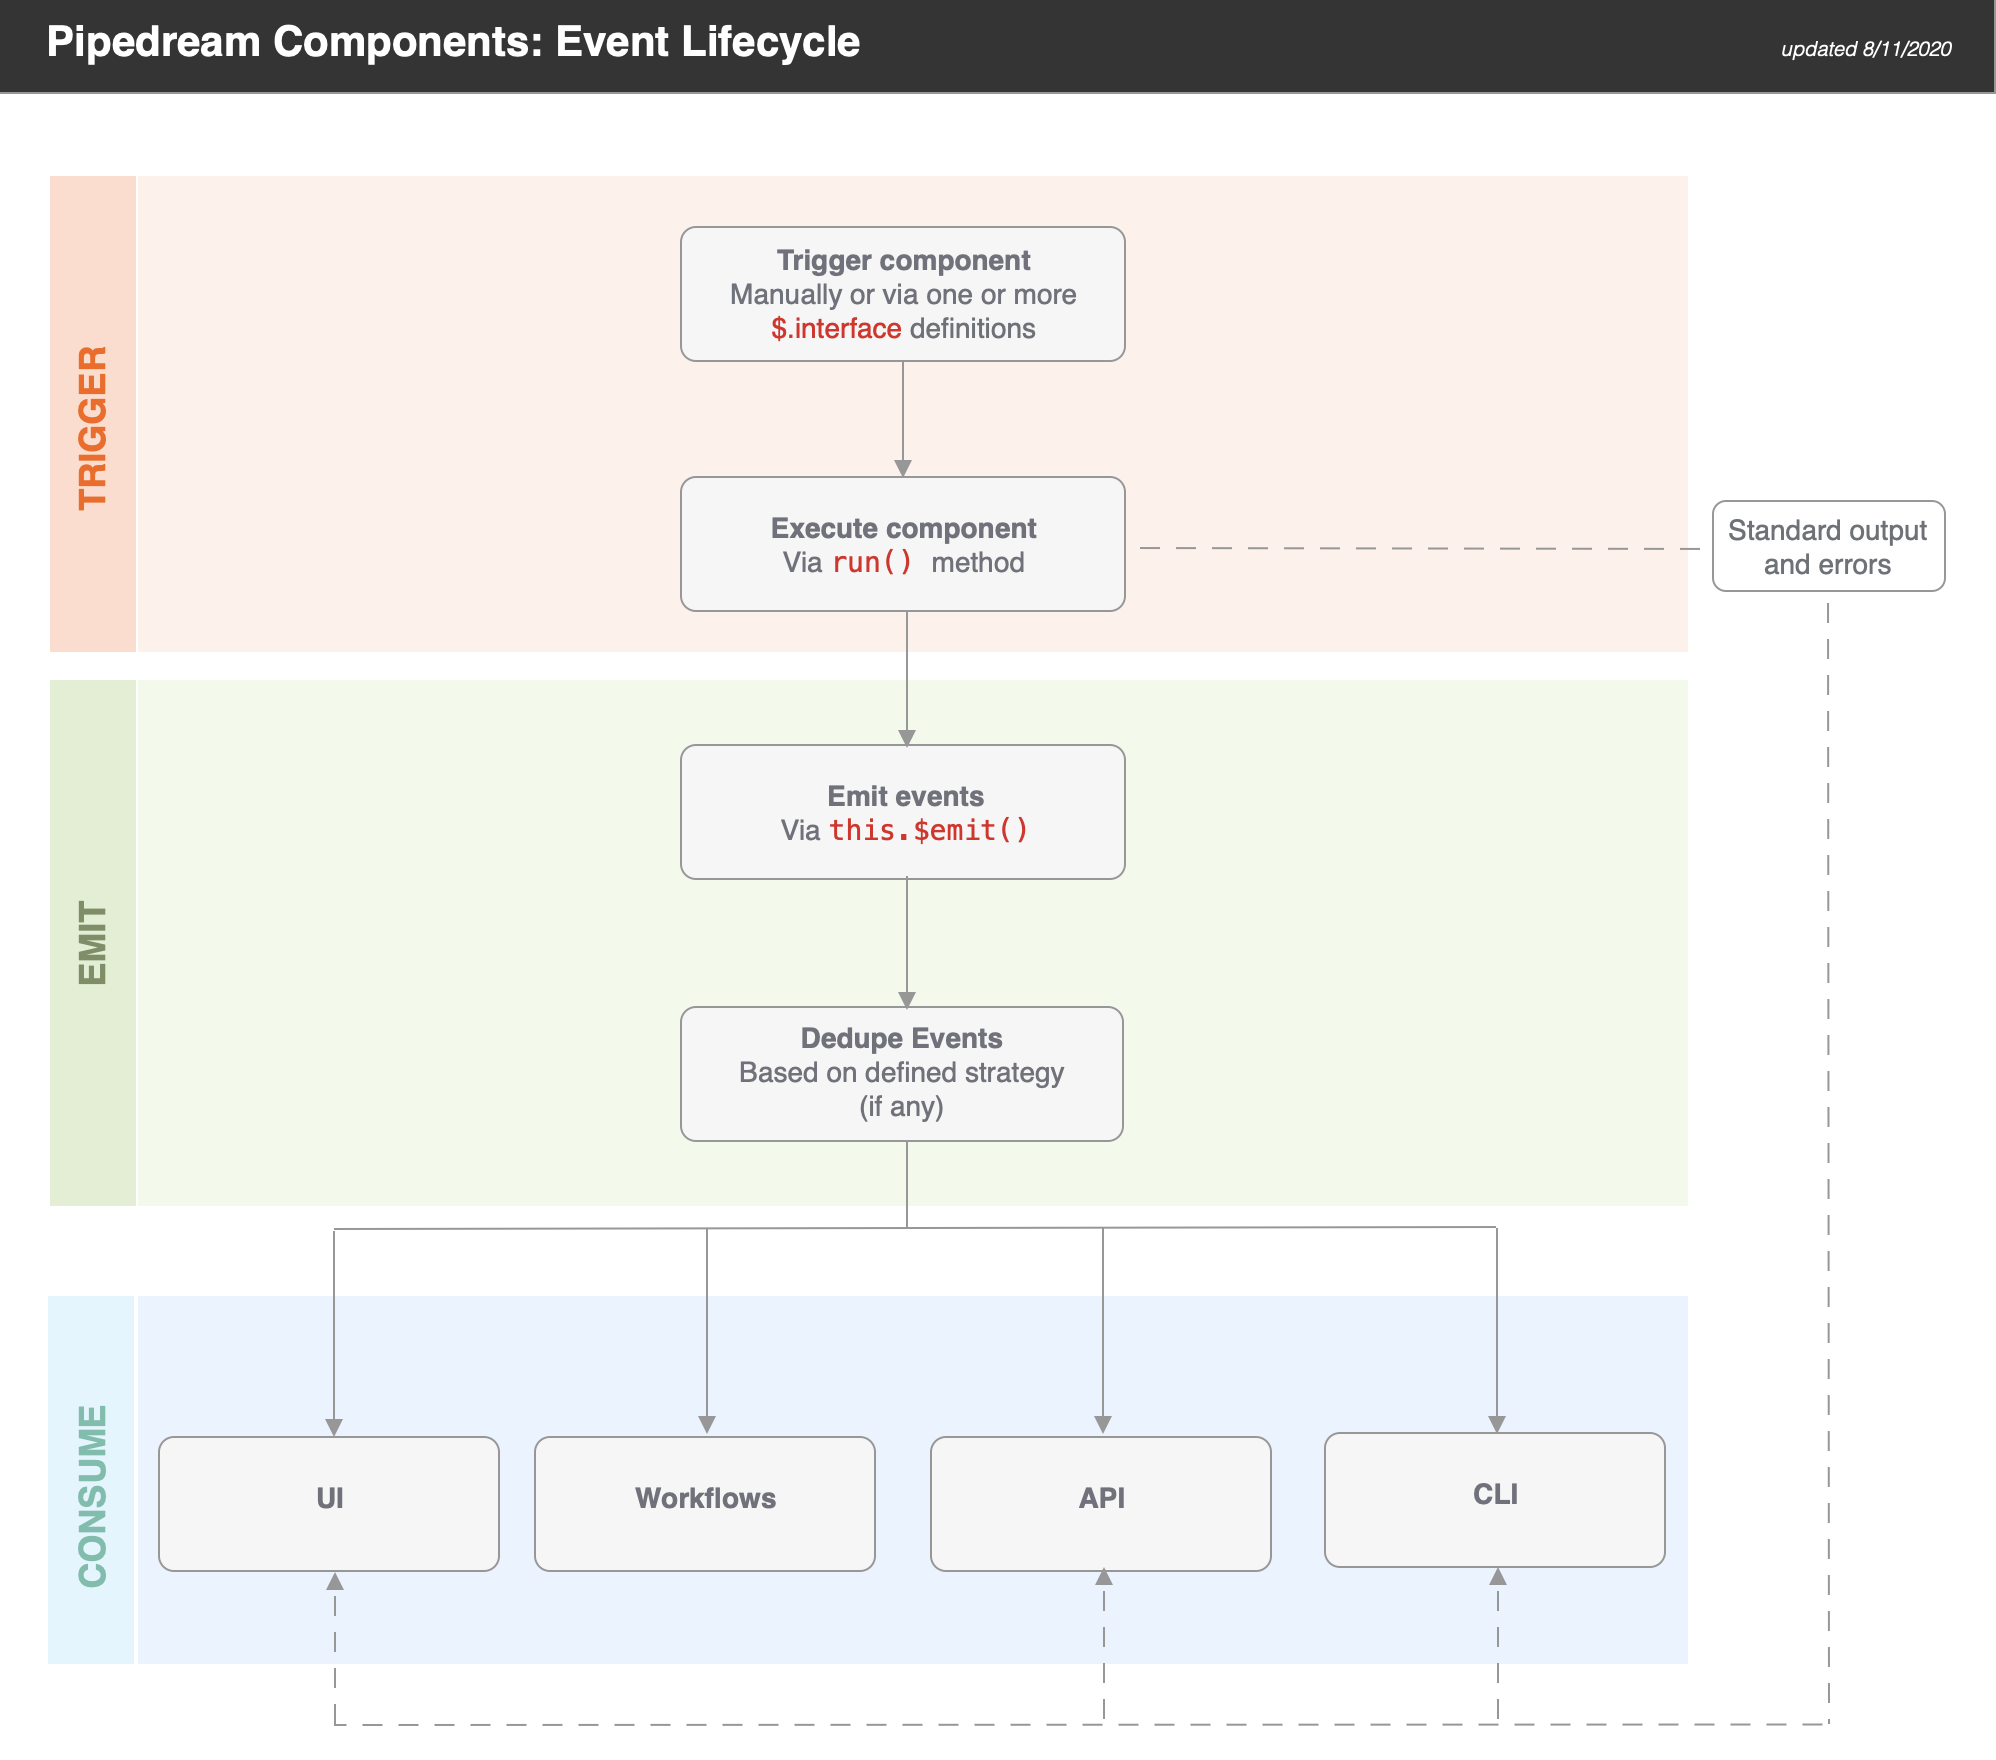 Pipedream Components: Event Lifecycle
updated 8/11/2020
TRIGGER
Trigger component
Manually or via one or more
$.interface definitions
Execute component
Via run() method
Standard output
and errors
EMIT
Emit events
Via this.$emit()
Dedupe Events
Based on defined strategy
(if any)
CONSUME
UI
Workflows
API
CLI